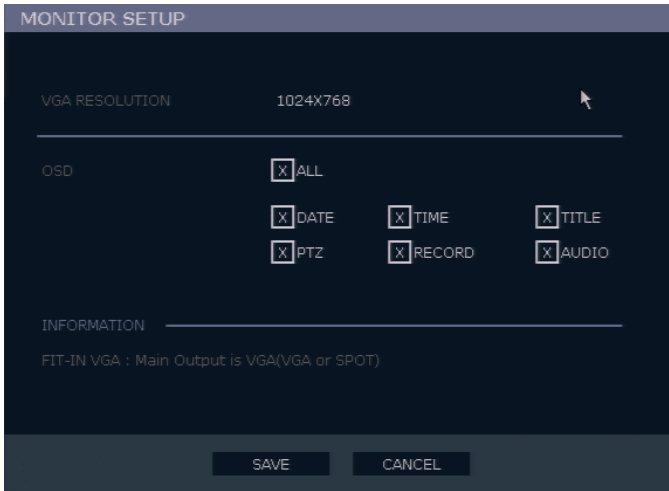 MONITOR SETUP
VGA RESOLUTION 1024X768
OSD X ALL
X DATE X TIME X TITLE
X PTZ X RECORD X AUDIO
INFORMATION
FIT-IN VGA : Main Output is VGA(VGA or SPOT)
SAVE CANCEL